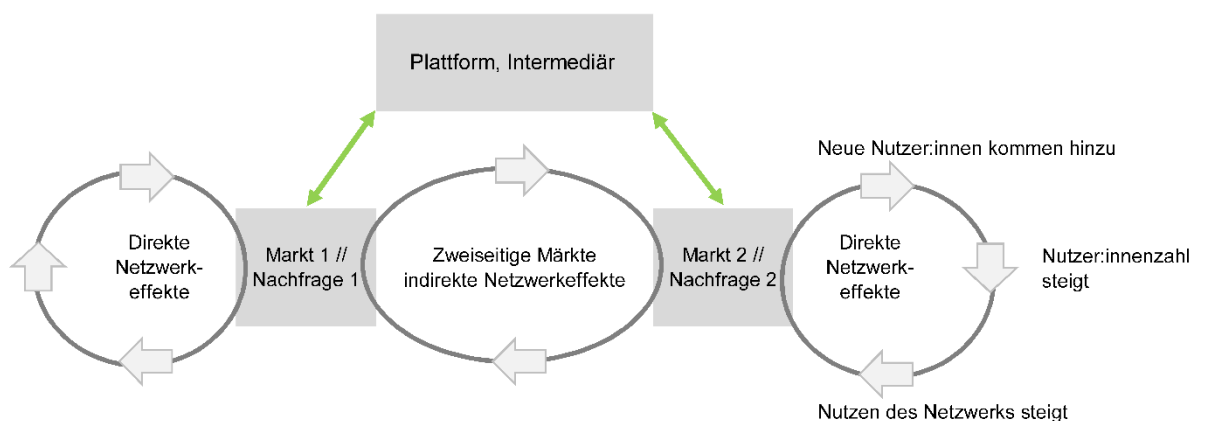 Plattform, Intermediär
Neue Nutzer:innen kommen hinzu
Direkte
Netzwerk-
effekte
Markt 1 //
Nachfrage 1
Zweiseitige Märkte
indirekte Netzwerkeffekte
Markt 2 //
Nachfrage 2
Direkte
Netzwerk-
effekte
Nutzer:innenzahl
steigt
Nutzen des Netzwerks steigt